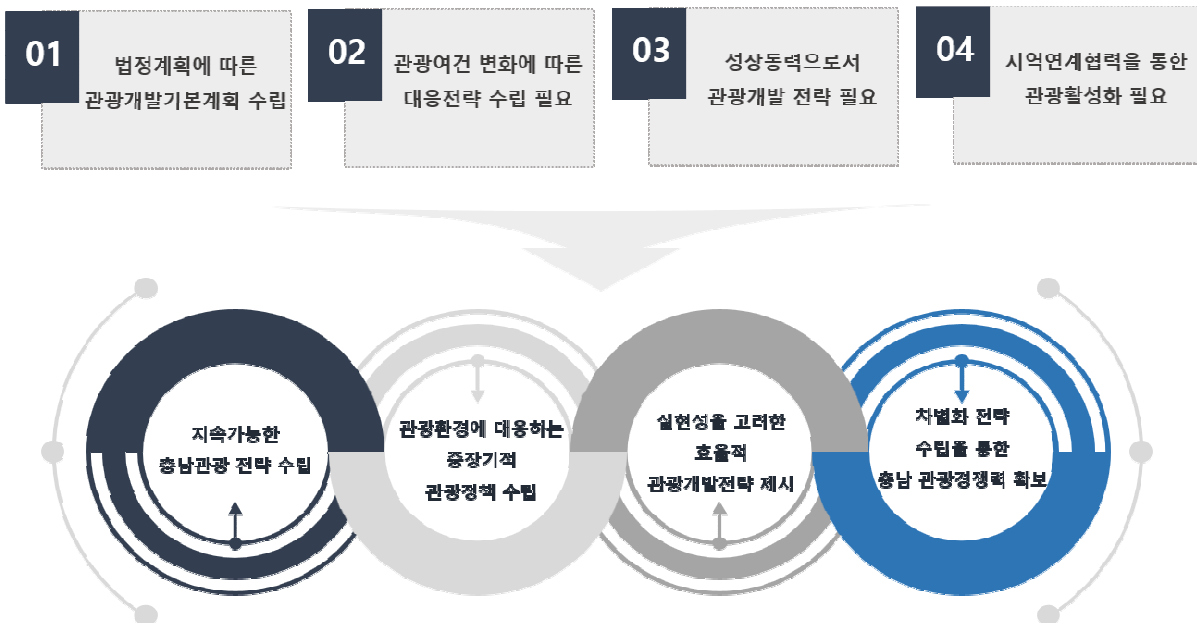 01
법정계획에 따른
관광개발기본계획 수립
02
관광여건 변화에 따른
대응전략 수립 필요
03
성상동력으로서
관광개발 전략 필요
04
시역연계협력을 통한
관광활성화 필요
지속가능한
충남관광 전략 수립
관광환경에 대응하는
중장기적
관광정책 수립
실현성을 고려한
효율적
관광개발전략 제시
차별화 전략
수립을 통한
충남 관광경쟁력 확보